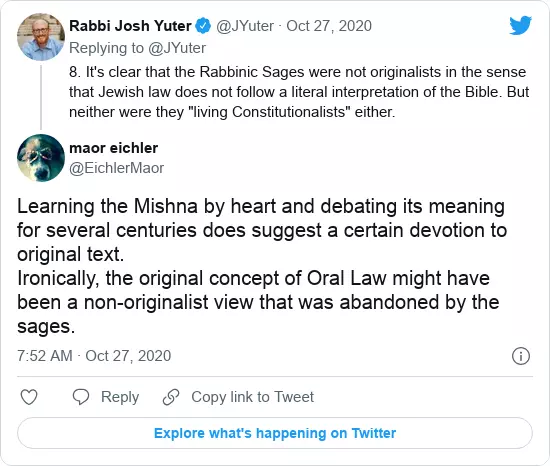 Rabbi Josh Yuter @JYuter · Oct 27, 2020
Replying to @JYuter
8. It's clear that the Rabbinic Sages were not originalists in the sense
that Jewish law does not follow a literal interpretation of the Bible. But
neither were they "living Constitutionalists" either.
maor eichler
@EichlerMaor
Learning the Mishna by heart and debating its meaning
for several centuries does suggest a certain devotion to
original text.
Ironically, the original concept of Oral Law might have
been a non-originalist view that was abandoned by the
sages.
7:52 AM · Oct 27, 2020
Reply Copy link to Tweet
Explore what's happening on Twitter